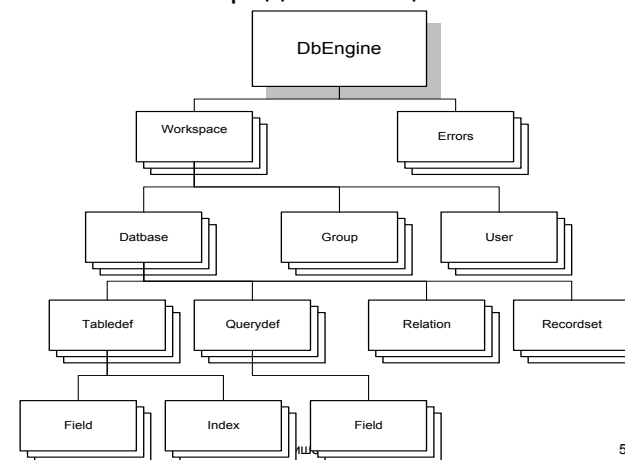 DbEngine
Workspace
Errors
Datbase
Group
User
Tabledef
Querydef
Relation
Recordset
Field
Index
Field
5